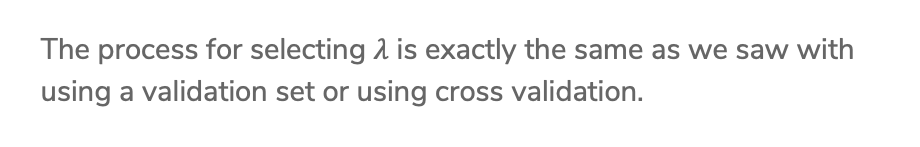 The process for selecting λ is exactly the same as we saw with
using a validation set or using cross validation.